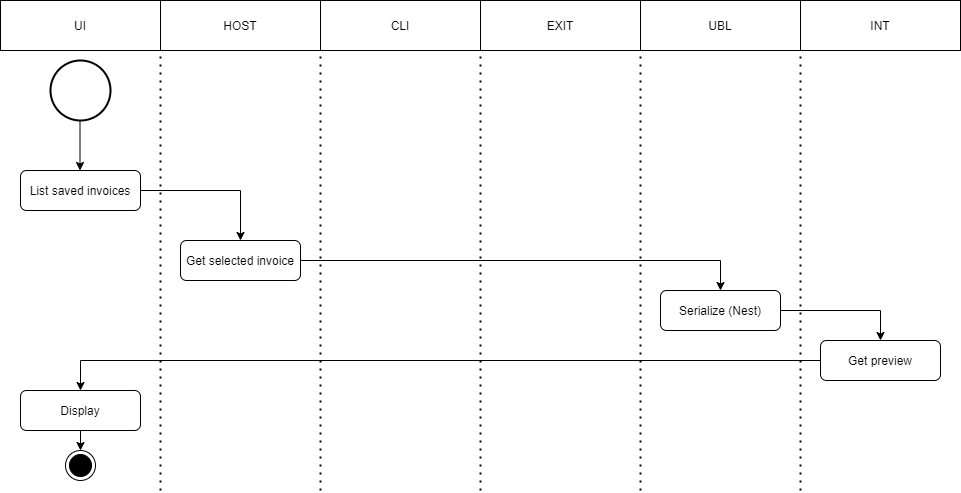 UI
HOST
CLI
EXIT
UBL
INT
List saved invoices
Get selected invoice
Serialize (Nest)
Get preview
Display